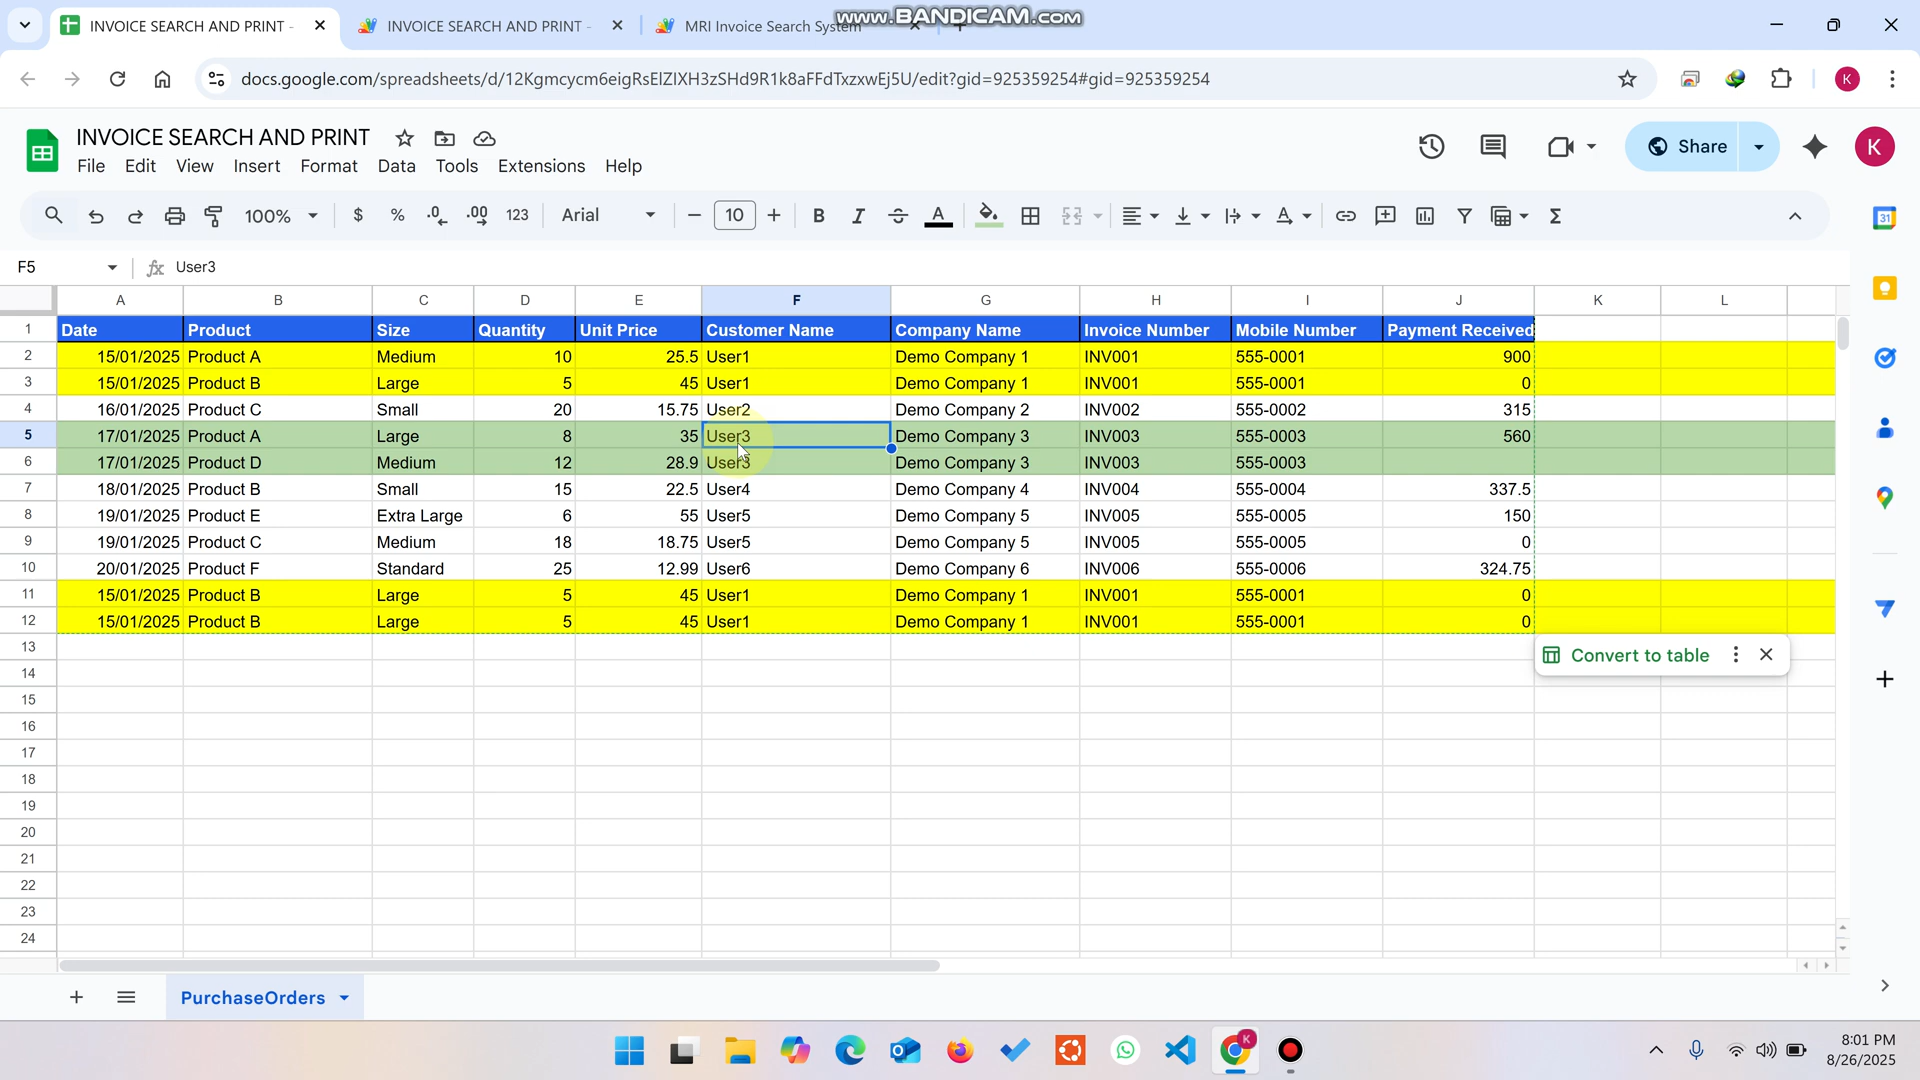 www.BANDICAM.com
INVOICE SEARCH AND PRINT -
INVOICE SEARCH AND PRINT -
MRI Invoice Search System
docs.google.com/spreadsheets/d/12Kgmcycm6eigRsElZIXH3zSHd9R1k8aFFdTxzxwEj5U/edit?gid=925359254#gid=925359254
K
INVOICE SEARCH AND PRINT
Share
K
File Edit View Insert Format Data Tools Extensions Help
100% $ % .0 .00 123 Arial 10 B I A Σ
31
F5 fx User3
A B C D E F G H I J K L
1 Date Product Size Quantity Unit Price Customer Name Company Name Invoice Number Mobile Number Payment Received
2 15/01/2025 Product A Medium 10 25.5 User1 Demo Company 1 INV001 555-0001 900
3 15/01/2025 Product B Large 5 45 User1 Demo Company 1 INV001 555-0001 0
4 16/01/2025 Product C Small 20 15.75 User2 Demo Company 2 INV002 555-0002 315
5 17/01/2025 Product A Large 8 35 User3 Demo Company 3 INV003 555-0003 560
6 17/01/2025 Product D Medium 12 28.9 User3 Demo Company 3 INV003 555-0003
7 18/01/2025 Product B Small 15 22.5 User4 Demo Company 4 INV004 555-0004 337.5
8 19/01/2025 Product E Extra Large 6 55 User5 Demo Company 5 INV005 555-0005 150
9 19/01/2025 Product C Medium 18 18.75 User5 Demo Company 5 INV005 555-0005 0
10 20/01/2025 Product F Standard 25 12.99 User6 Demo Company 6 INV006 555-0006 324.75
11 15/01/2025 Product B Large 5 45 User1 Demo Company 1 INV001 555-0001 0
12 15/01/2025 Product B Large 5 45 User1 Demo Company 1 INV001 555-0001 0
13
Convert to table
14
15
16
17
18
19
20
21
22
23
24
PurchaseOrders
K
8:01 PM
8/26/2025